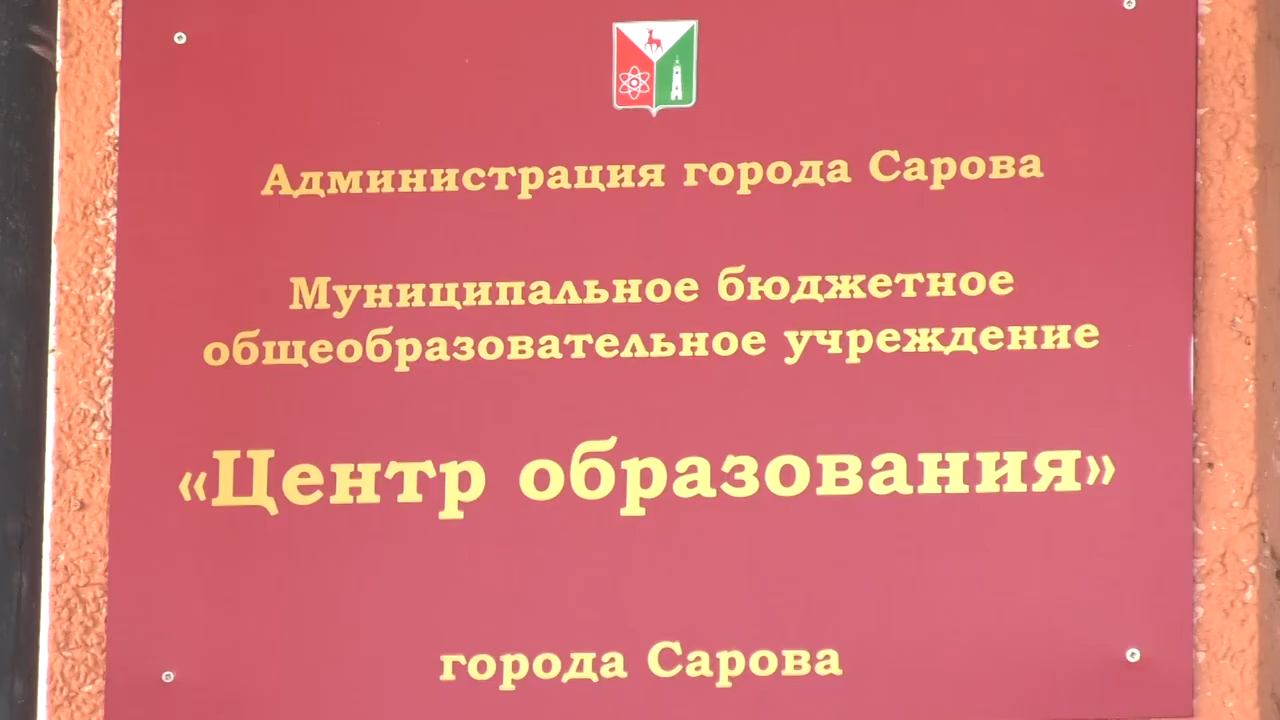 Администрация города Сарова
Муниципальное бюджетное
общеобразовательное учреждение
«Центр образования»
города Сарова